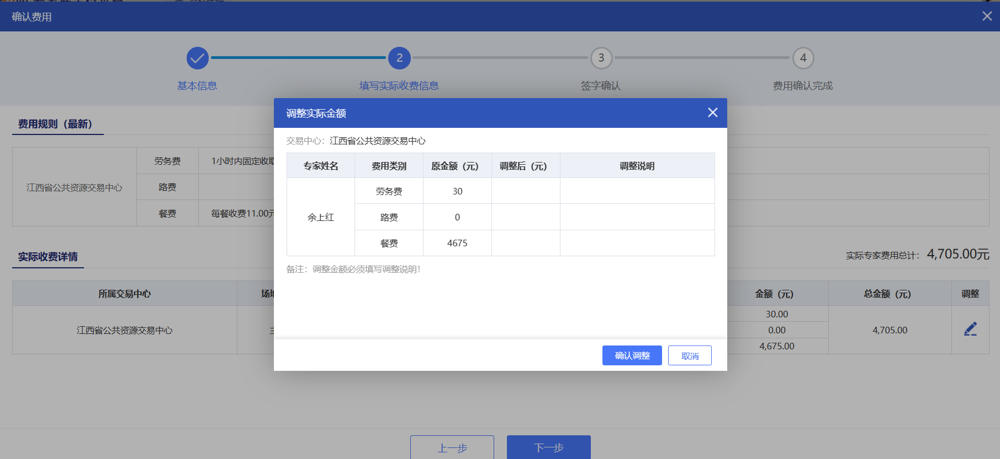 确认费用
2
3
4
基本信息
填写实际收费信息
签字确认
费用确认完成
调整实际金额
费用规则（最新）
交易中心：江西省公共资源交易中心
专家姓名 费用类别 原金额（元） 调整后（元） 调整说明
余上红
劳务费 30
路费 0
餐费 4675
备注：调整金额必须填写调整说明！
确认调整 取消
江西省公共资源交易中心
劳务费 1小时内固定收取
路费
餐费 每餐收费11.00元
实际收费详情
实际专家费用总计：4,705.00元
所属交易中心 金额（元） 总金额（元） 调整
江西省公共资源交易中心
30.00
0.00
4,675.00
4,705.00
上一步 下一步